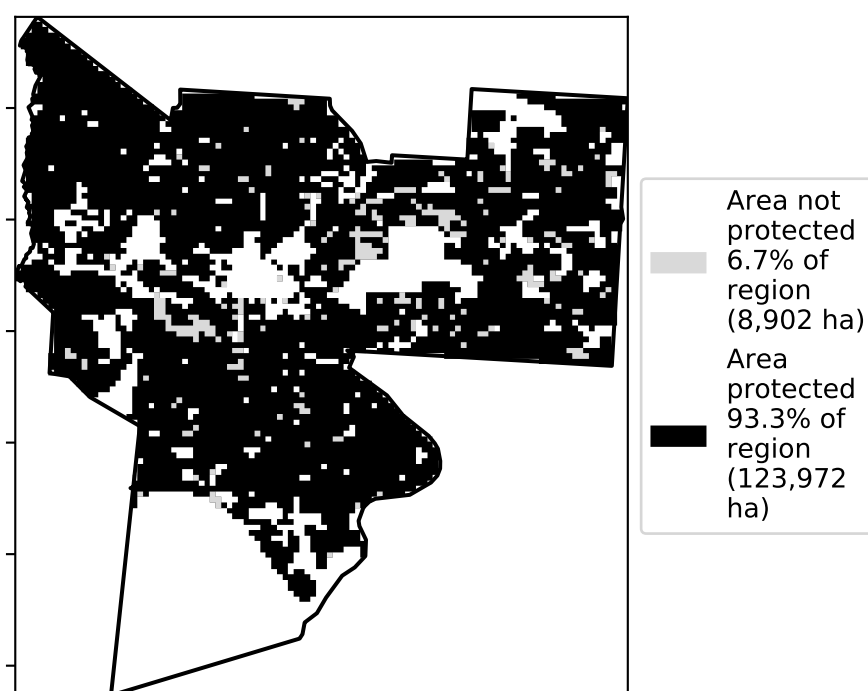 Area not
protected
6.7% of
region
(8,902 ha)
Area
protected
93.3% of
region
(123,972
ha)